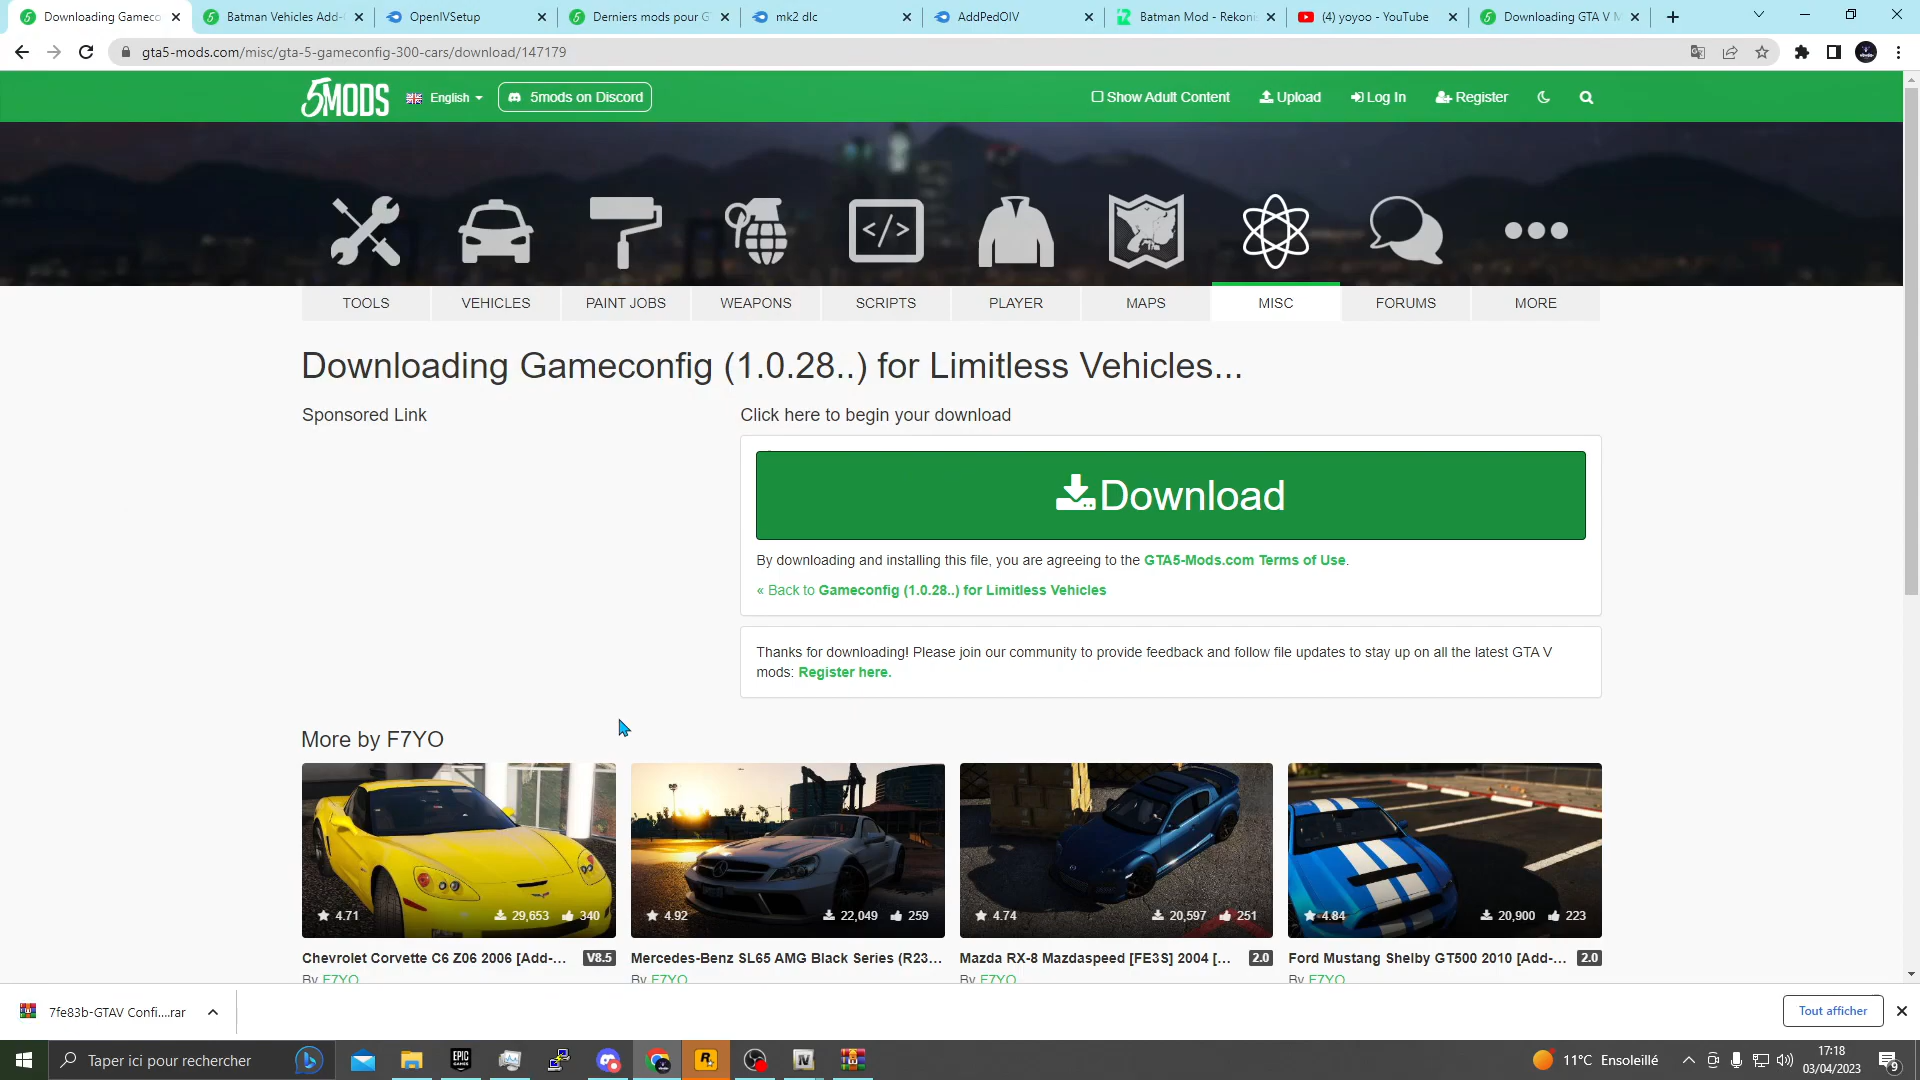 Downloading Gameco
Batman Vehicles Add-
OpenIVSetup
Derniers mods pour G
mk2 dlc
AddPedOIV
Batman Mod - Rekoni
(4) yoyoo - YouTube
Downloading GTA V M
gta5-mods.com/misc/gta-5-gameconfig-300-cars/download/147179
5MODS
English
5mods on Discord
Show Adult Content
Upload
Log In
Register
TOOLS
VEHICLES
PAINT JOBS
WEAPONS
SCRIPTS
PLAYER
MAPS
MISC
FORUMS
MORE
Downloading Gameconfig (1.0.28..) for Limitless Vehicles...
Sponsored Link
Click here to begin your download
Download
By downloading and installing this file, you are agreeing to the GTA5-Mods.com Terms of Use.
« Back to Gameconfig (1.0.28..) for Limitless Vehicles
Thanks for downloading! Please join our community to provide feedback and follow file updates to stay up on all the latest GTA V
mods: Register here.
More by F7YO
4.71
29,653
340
4.92
22,049
259
4.74
20,597
251
4.84
20,900
223
Chevrolet Corvette C6 Z06 2006 [Add-...
V8.5
Mercedes-Benz SL65 AMG Black Series (R23...
Mazda RX-8 Mazdaspeed [FE3S] 2004 [...
2.0
Ford Mustang Shelby GT500 2010 [Add-...
2.0
By F7YO
By F7YO
By F7YO
By F7YO
7fe83b-GTAV Confi....rar
Tout afficher
Taper ici pour rechercher
EPIC GAMES
11°C Ensoleillé
17:18
03/04/2023
9